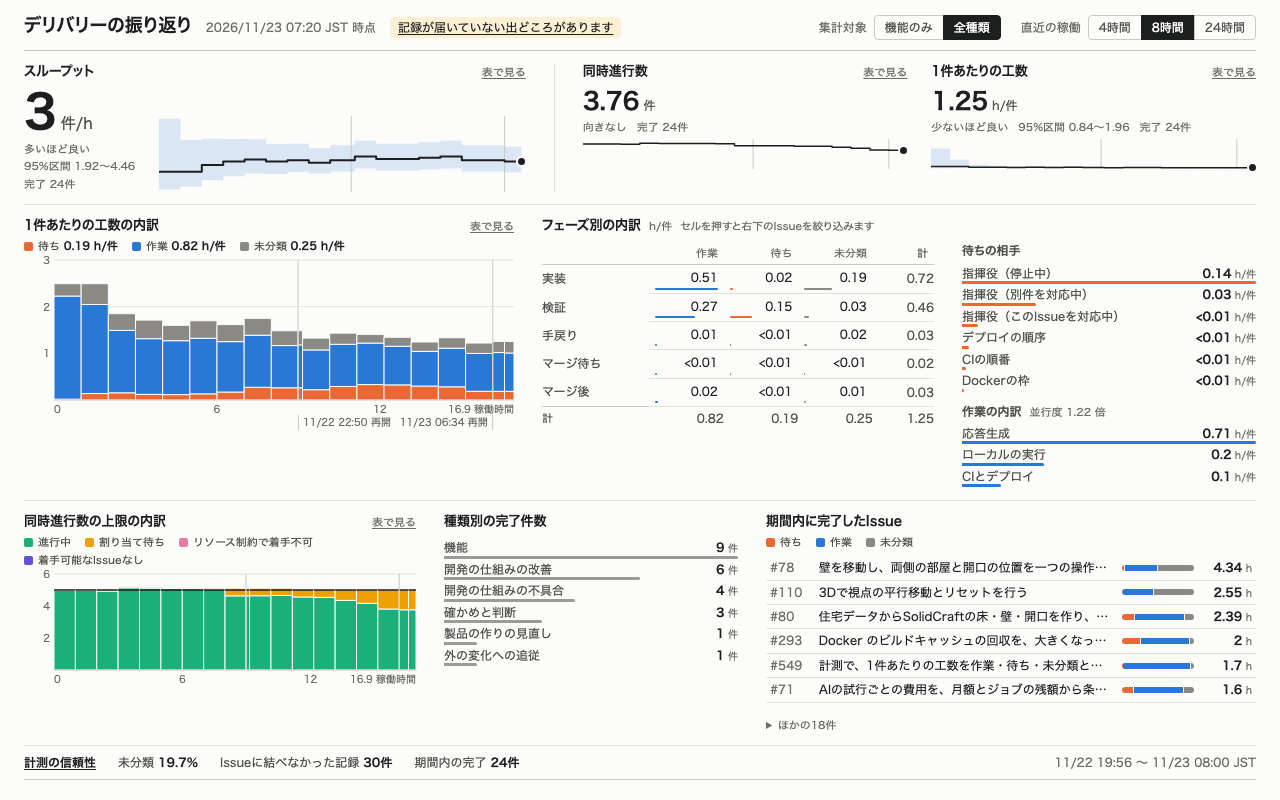 デリバリーの振り返り 2026/11/23 07:20 JST 時点 記録が届いていない出どころがあります 集計対象 機能のみ 全種類 直近の稼働 4時間 8時間 24時間
スループット 表で見る
3 件/h
多いほど良い
95%区間 1.92〜4.46
完了 24件
同時進行数 表で見る
3.76 件
向きなし 完了 24件
1件あたりの工数 表で見る
1.25 h/件
少ないほど良い 95%区間 0.84〜1.96 完了 24件
1件あたりの工数の内訳 表で見る
待ち 0.19 h/件 作業 0.82 h/件 未分類 0.25 h/件
3
2
1
0 6 12 16.9 稼働時間
11/22 22:50 再開 11/23 06:34 再開
フェーズ別の内訳 h/件 セルを押すと右下のIssueを絞り込みます
作業 待ち 未分類 計
実装 0.51 0.02 0.19 0.72
検証 0.27 0.15 0.03 0.46
手戻り 0.01 <0.01 0.02 0.03
マージ待ち <0.01 <0.01 <0.01 0.02
マージ後 0.02 <0.01 0.01 0.03
計 0.82 0.19 0.25 1.25
待ちの相手
指揮役（停止中） 0.14 h/件
指揮役（別件を対応中） 0.03 h/件
指揮役（このIssueを対応中） <0.01 h/件
デプロイの順序 <0.01 h/件
CIの順番 <0.01 h/件
Dockerの枠 <0.01 h/件
作業の内訳 並行度 1.22 倍
応答生成 0.71 h/件
ローカルの実行 0.2 h/件
CIとデプロイ 0.1 h/件
同時進行数の上限の内訳 表で見る
進行中 割り当て待ち リソース制約で着手不可
着手可能なIssueなし
6
4
2
0 6 12 16.9 稼働時間
種類別の完了件数
機能 9 件
開発の仕組みの改善 6 件
開発の仕組みの不具合 4 件
確かめと判断 3 件
製品の作りの見直し 1 件
外の変化への追従 1 件
期間内に完了したIssue
待ち 作業 未分類
#78 壁を移動し、両側の部屋と開口の位置を一つの操作… 4.34 h
#110 3Dで視点の平行移動とリセットを行う 2.55 h
#80 住宅データからSolidCraftの床・壁・開口を作り、… 2.39 h
#293 Docker のビルドキャッシュの回収を、大きくなっ… 2 h
#549 計測で、1件あたりの工数を作業・待ち・未分類と… 1.7 h
#71 AIの試行ごとの費用を、月額とジョブの残額から条… 1.6 h
▶ ほかの18件
計測の信頼性 未分類 19.7% Issueに結べなかった記録 30件 期間内の完了 24件 11/22 19:56 〜 11/23 08:00 JST